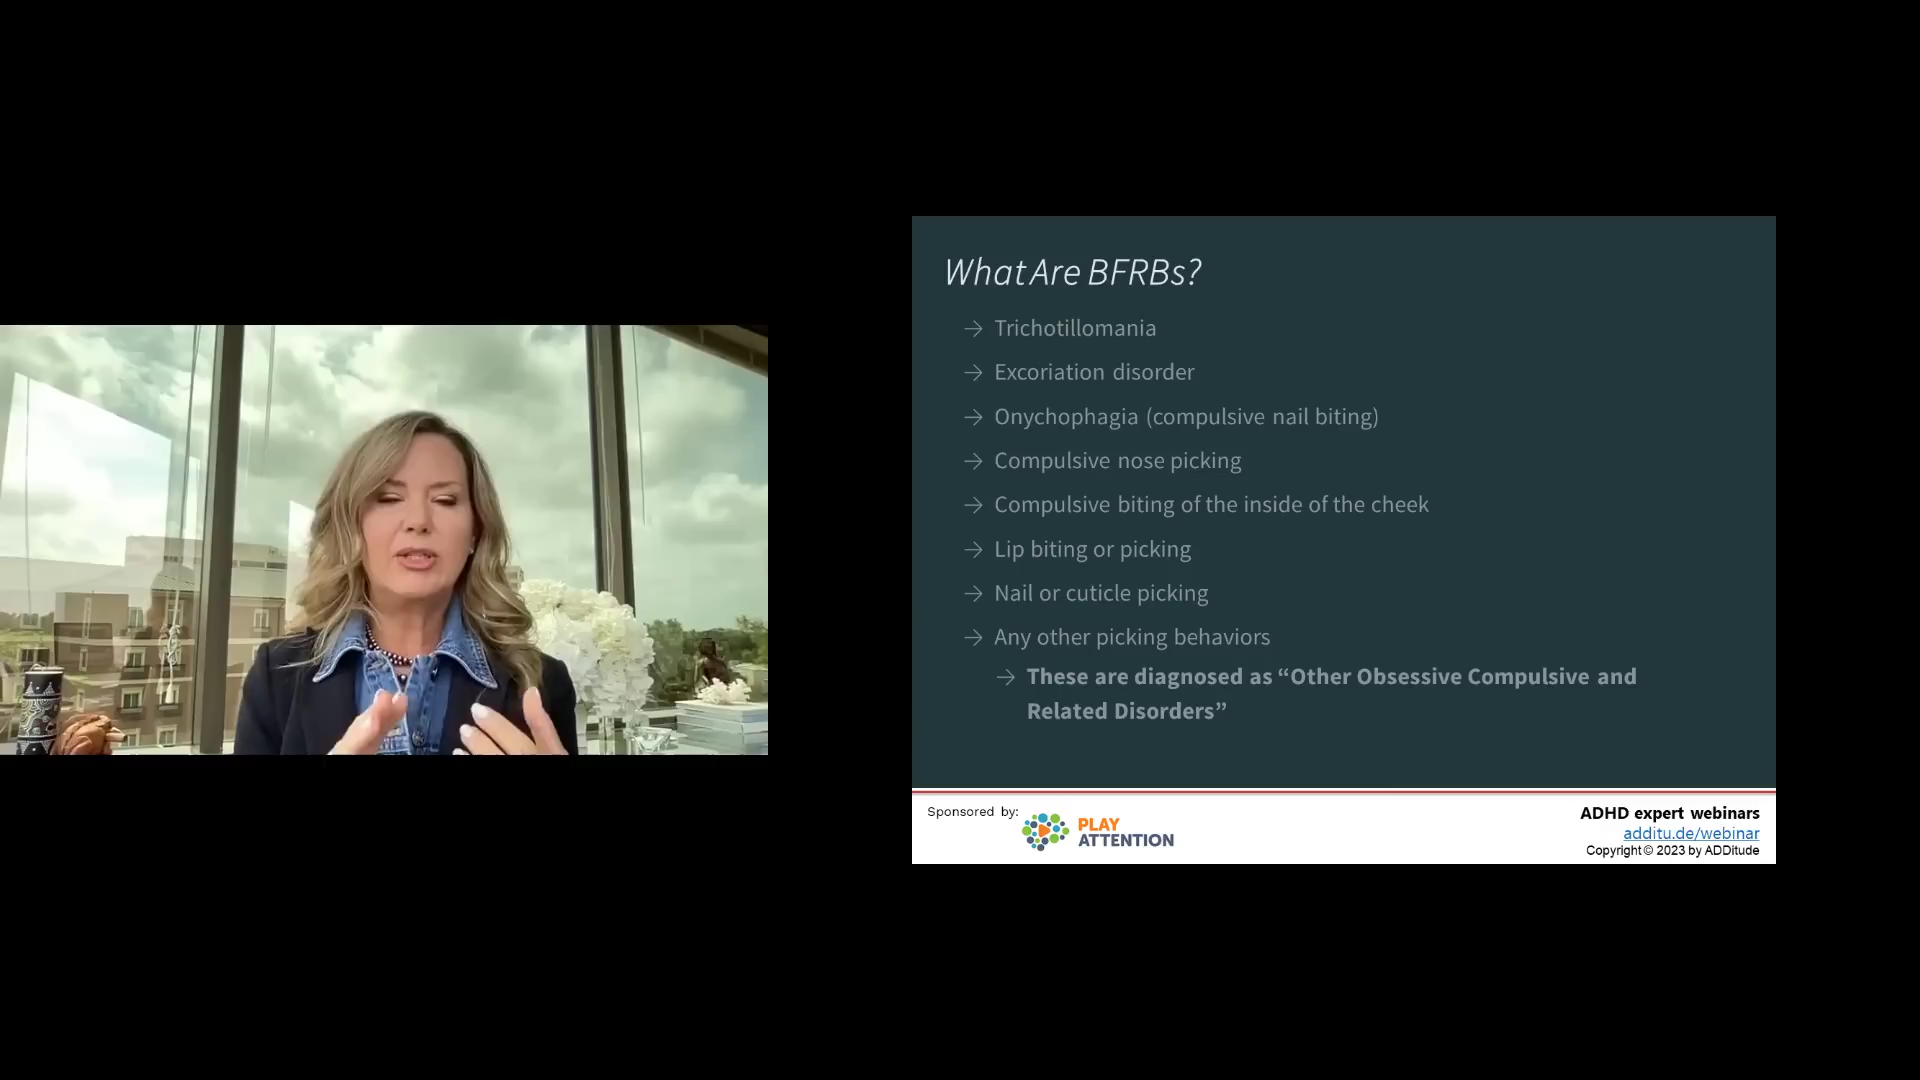 What Are BFRBs?
→ Trichotillomania
→ Excoriation disorder
→ Onychophagia (compulsive nail biting)
→ Compulsive nose picking
→ Compulsive biting of the inside of the cheek
→ Lip biting or picking
→ Nail or cuticle picking
→ Any other picking behaviors
→ These are diagnosed as “Other Obsessive Compulsive and
Related Disorders”
Sponsored by:
PLAY
ATTENTION
ADHD expert webinars
additu.de/webinar
Copyright © 2023 by ADDitude